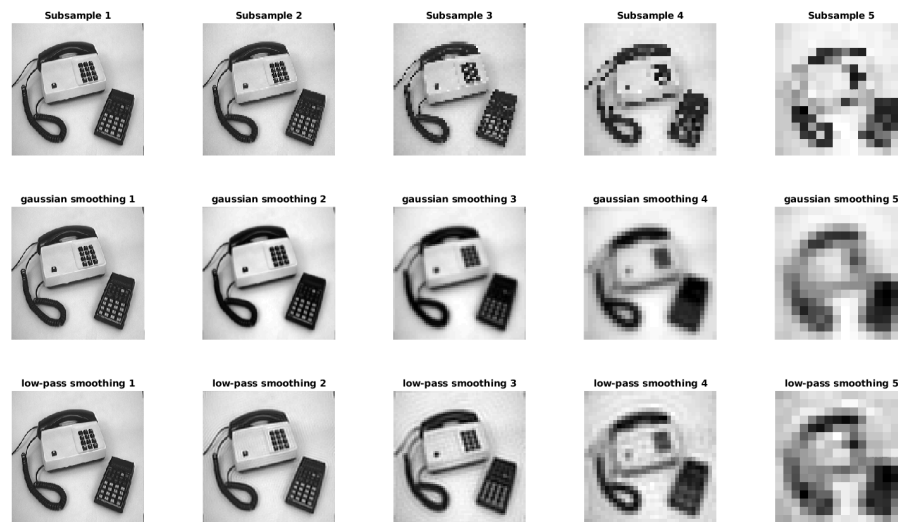 Subsample 1
Subsample 2
Subsample 3
Subsample 4
Subsample 5
gaussian smoothing 1
gaussian smoothing 2
gaussian smoothing 3
gaussian smoothing 4
gaussian smoothing 5
low-pass smoothing 1
low-pass smoothing 2
low-pass smoothing 3
low-pass smoothing 4
low-pass smoothing 5